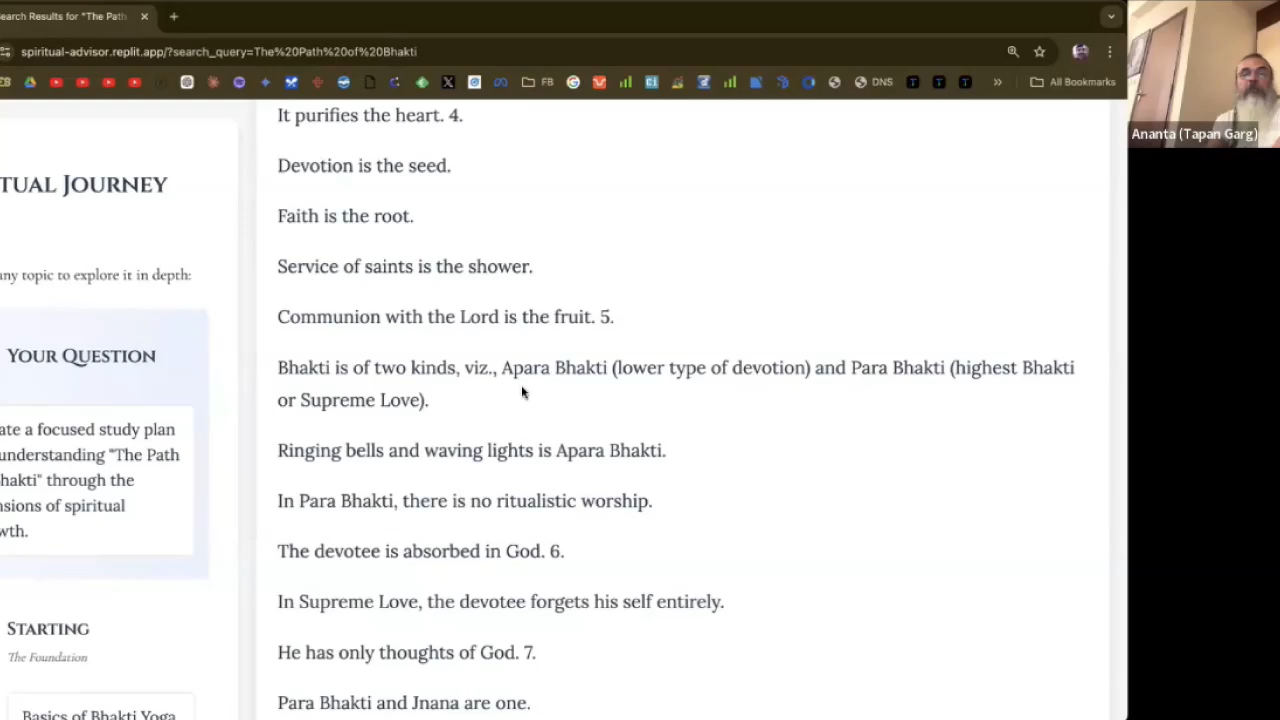 earch Results for "The Path
spiritual-advisor.replit.app/?search_query=The%20Path%20of%20Bhakti
FB
DNS
All Bookmarks
Ananta (Tapan Garg)
TUAL JOURNEY
any topic to explore it in depth:
YOUR QUESTION
ate a focused study plan
understanding "The Path
hakti" through the
nsions of spiritual
wth.
STARTING
The Foundation
Basics of Bhakti Yoga
It purifies the heart. 4.
Devotion is the seed.
Faith is the root.
Service of saints is the shower.
Communion with the Lord is the fruit. 5.
Bhakti is of two kinds, viz., Apara Bhakti (lower type of devotion) and Para Bhakti (highest Bhakti
or Supreme Love).
Ringing bells and waving lights is Apara Bhakti.
In Para Bhakti, there is no ritualistic worship.
The devotee is absorbed in God. 6.
In Supreme Love, the devotee forgets his self entirely.
He has only thoughts of God. 7.
Para Bhakti and Jnana are one.